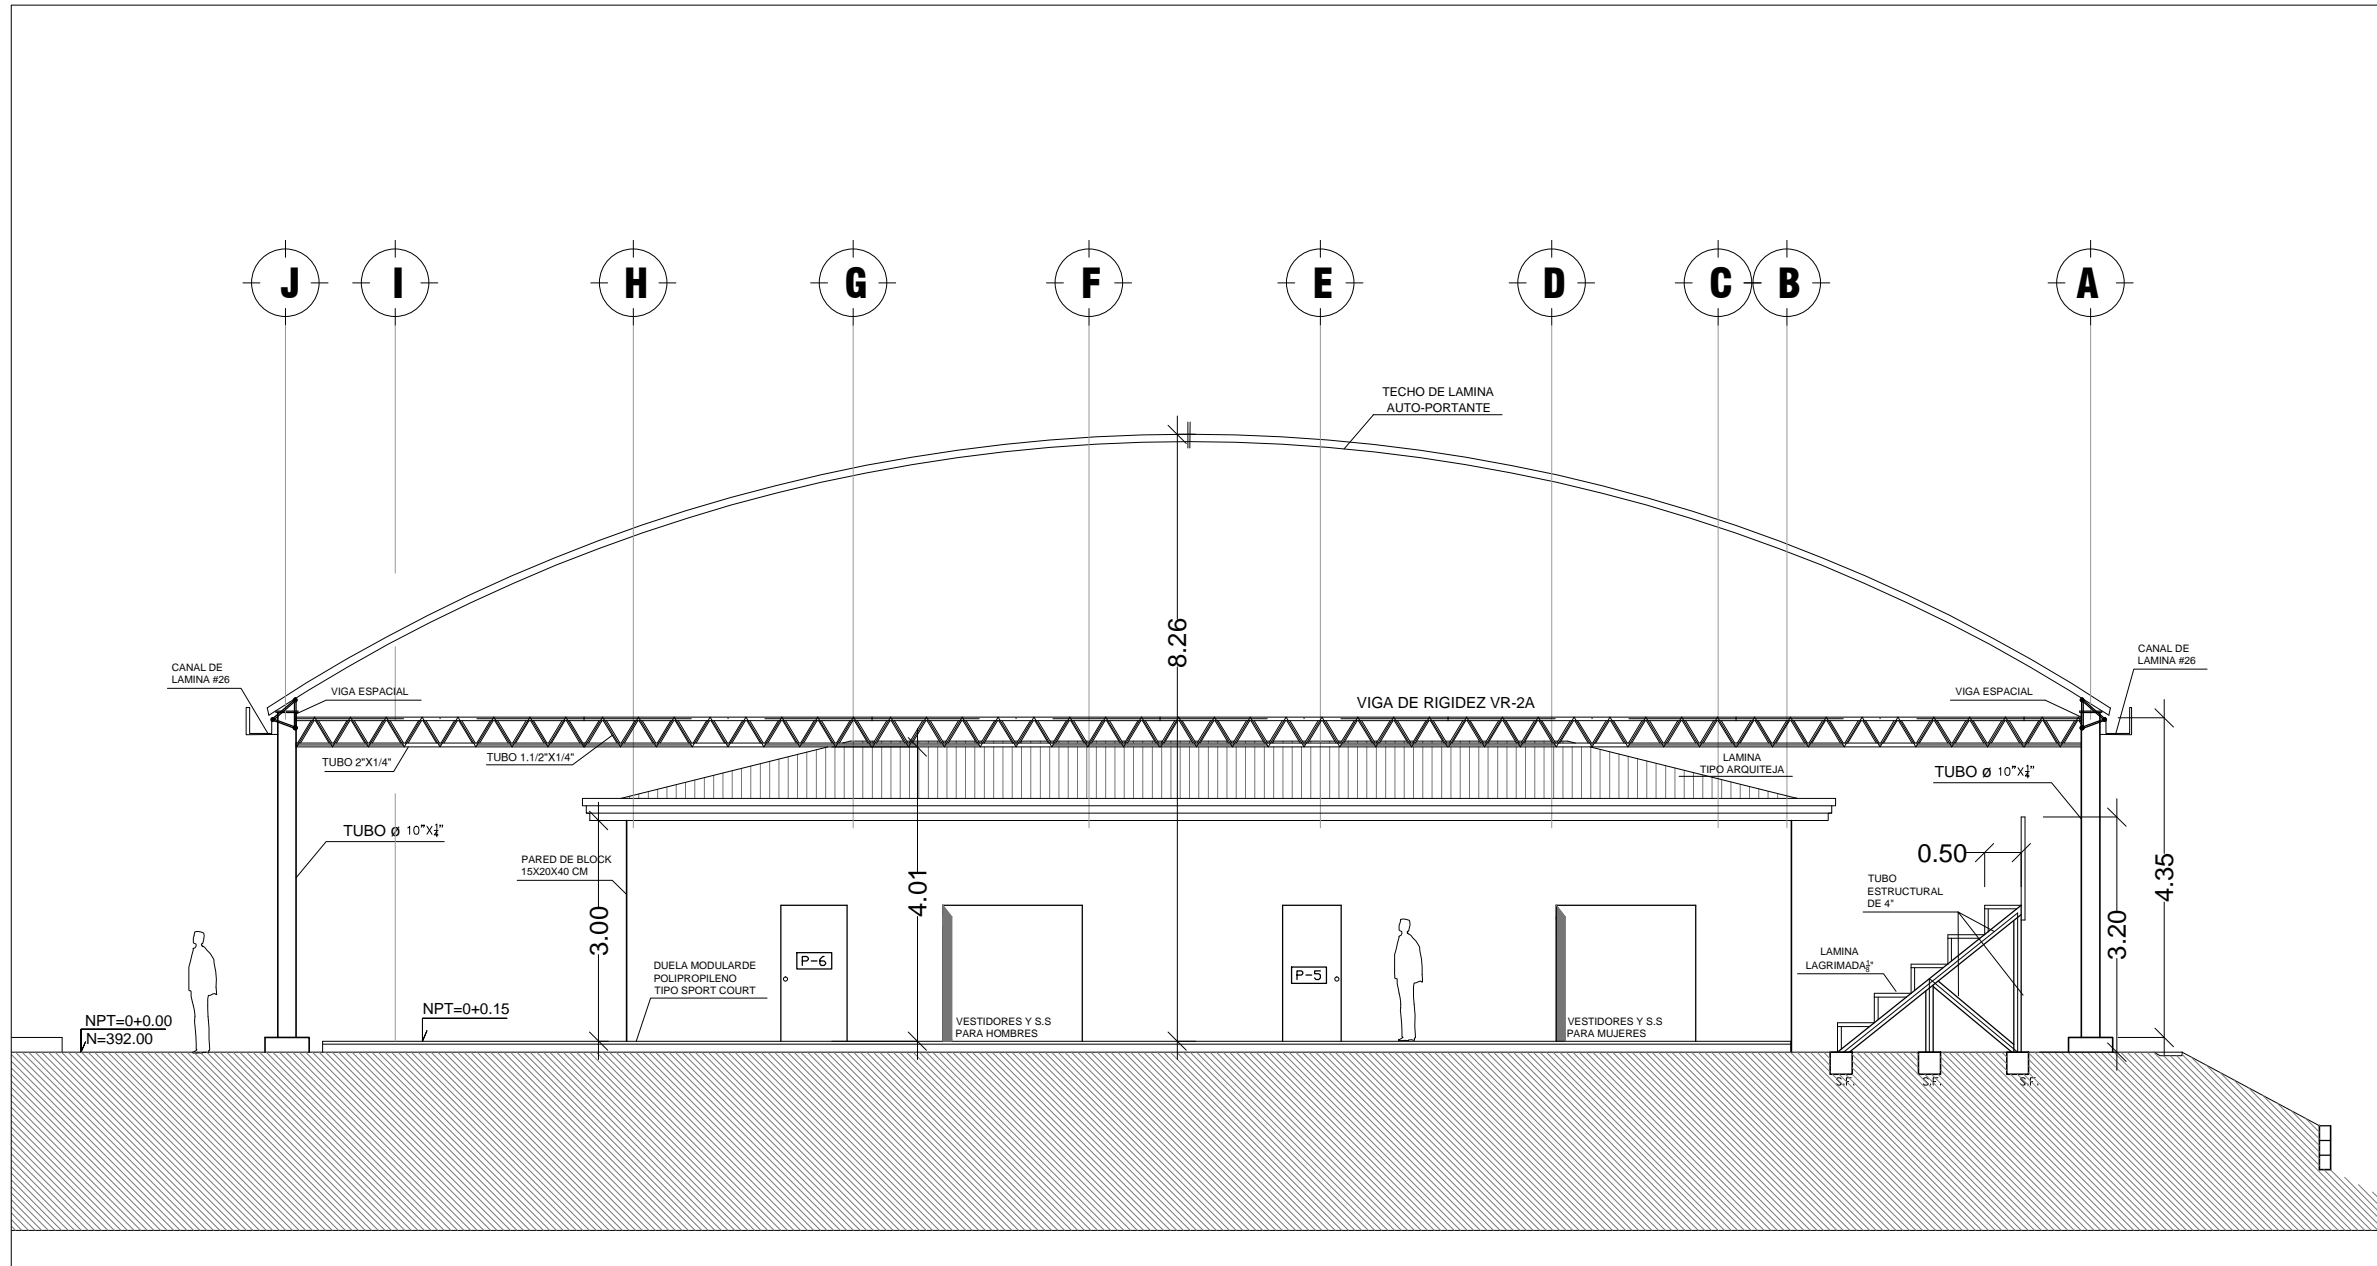 J I H G F E D C B A
TECHO DE LAMINA
AUTO-PORTANTE
8.26
CANAL DE
LAMINA #26
VIGA ESPACIAL
VIGA DE RIGIDEZ VR-2A
VIGA ESPACIAL
CANAL DE
LAMINA #26
TUBO 2"X1/4"
TUBO 1.1/2"X1/4"
LAMINA
TIPO ARQUITEJA
TUBO ø 10"X1/4"
TUBO ø 10"X1/4"
PARED DE BLOCK
15X20X40 CM
3.00
4.01
0.50
4.35
3.20
TUBO
ESTRUCTURAL
DE 4"
LAMINA
LAGRIMADA1/8"
P-6
P-5
DUELA MODULARDE
POLIPROPILENO
TIPO SPORT COURT
NPT=0+0.15
NPT=0+0.00
N=392.00
VESTIDORES Y S.S
PARA HOMBRES
VESTIDORES Y S.S
PARA MUJERES
S.F. S.F. S.F.